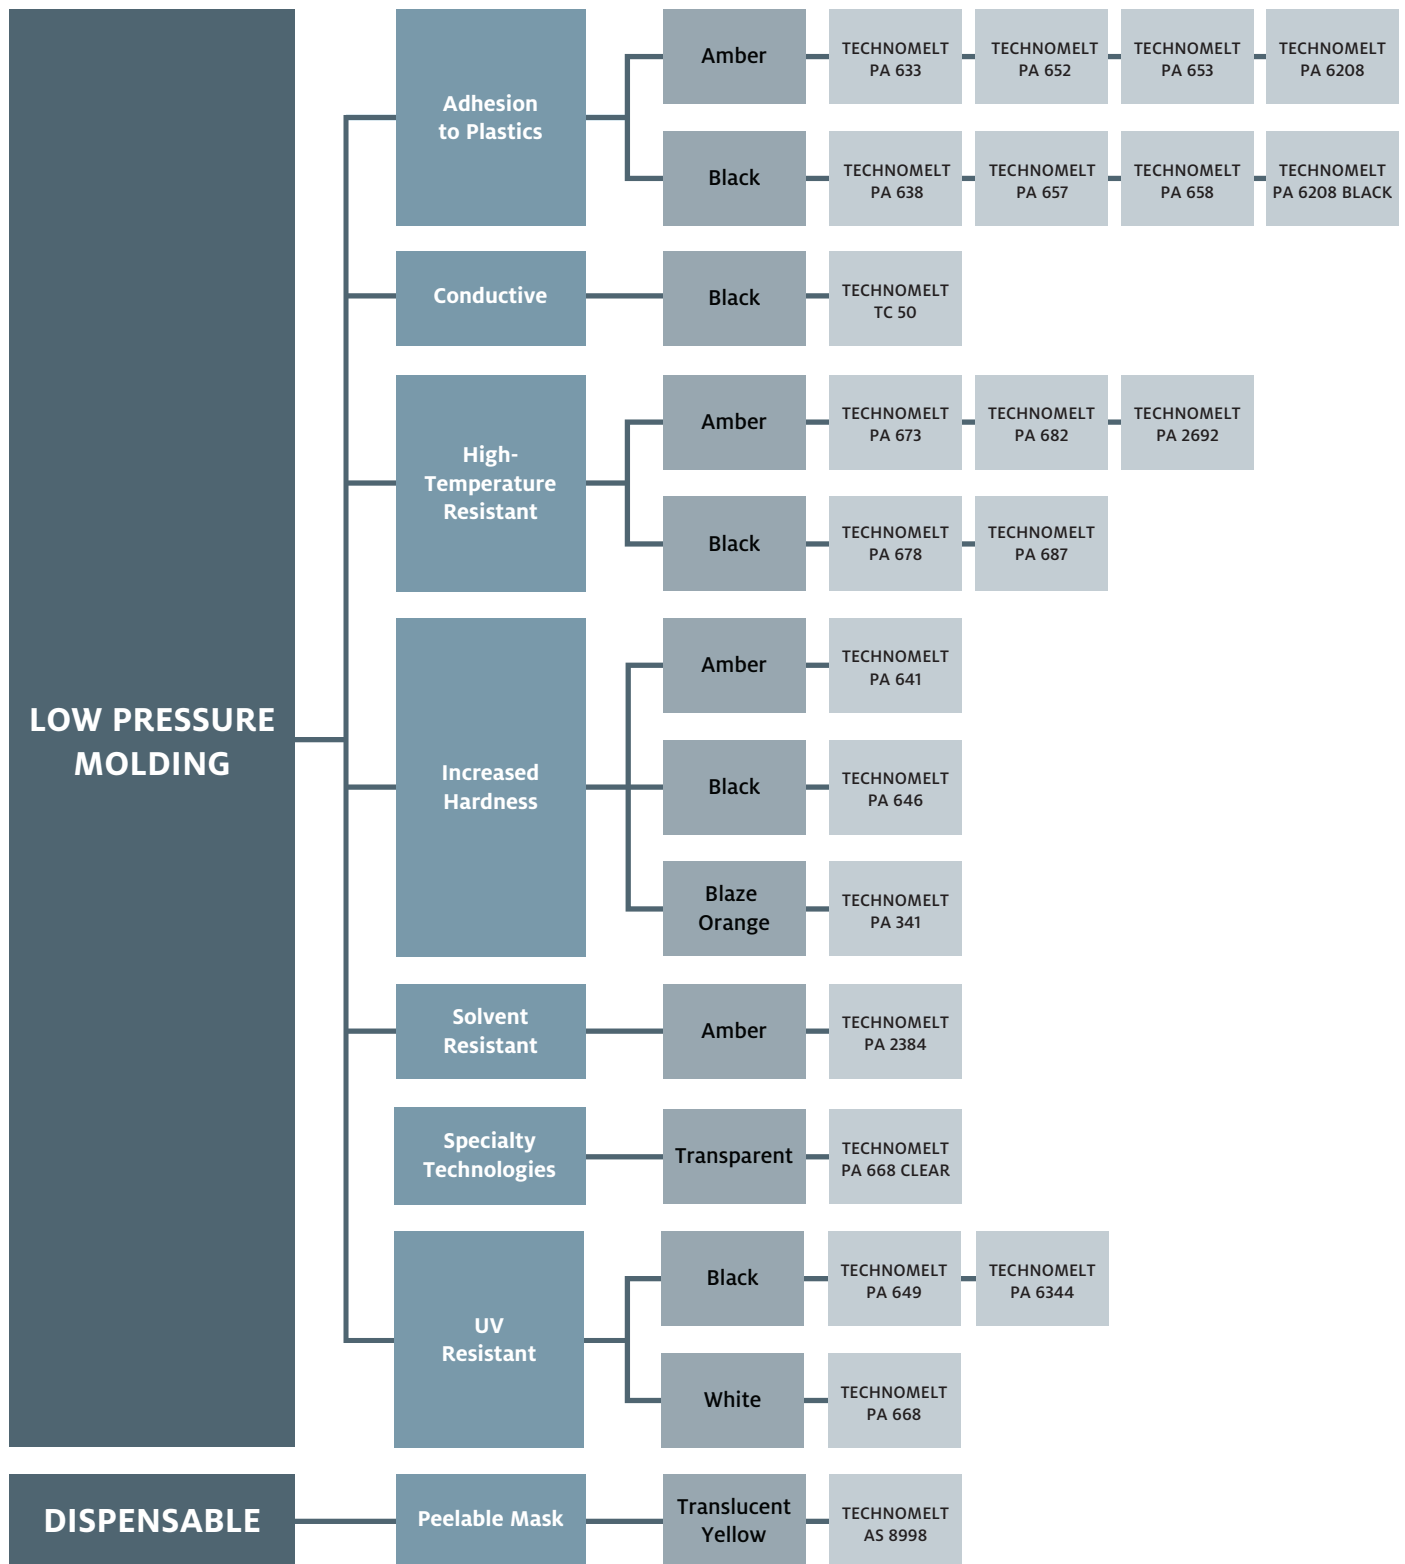 LOW PRESSURE
MOLDING
Adhesion
to Plastics
Amber
TECHNOMELT
PA 633
TECHNOMELT
PA 652
TECHNOMELT
PA 653
TECHNOMELT
PA 6208
Black
TECHNOMELT
PA 638
TECHNOMELT
PA 657
TECHNOMELT
PA 658
TECHNOMELT
PA 6208 BLACK
Conductive
Black
TECHNOMELT
TC 50
High-
Temperature
Resistant
Amber
TECHNOMELT
PA 673
TECHNOMELT
PA 682
TECHNOMELT
PA 2692
Black
TECHNOMELT
PA 678
TECHNOMELT
PA 687
Increased
Hardness
Amber
TECHNOMELT
PA 641
Black
TECHNOMELT
PA 646
Blaze
Orange
TECHNOMELT
PA 341
Solvent
Resistant
Amber
TECHNOMELT
PA 2384
Specialty
Technologies
Transparent
TECHNOMELT
PA 668 CLEAR
UV
Resistant
Black
TECHNOMELT
PA 649
TECHNOMELT
PA 6344
White
TECHNOMELT
PA 668
DISPENSABLE
Peelable Mask
Translucent
Yellow
TECHNOMELT
AS 8998